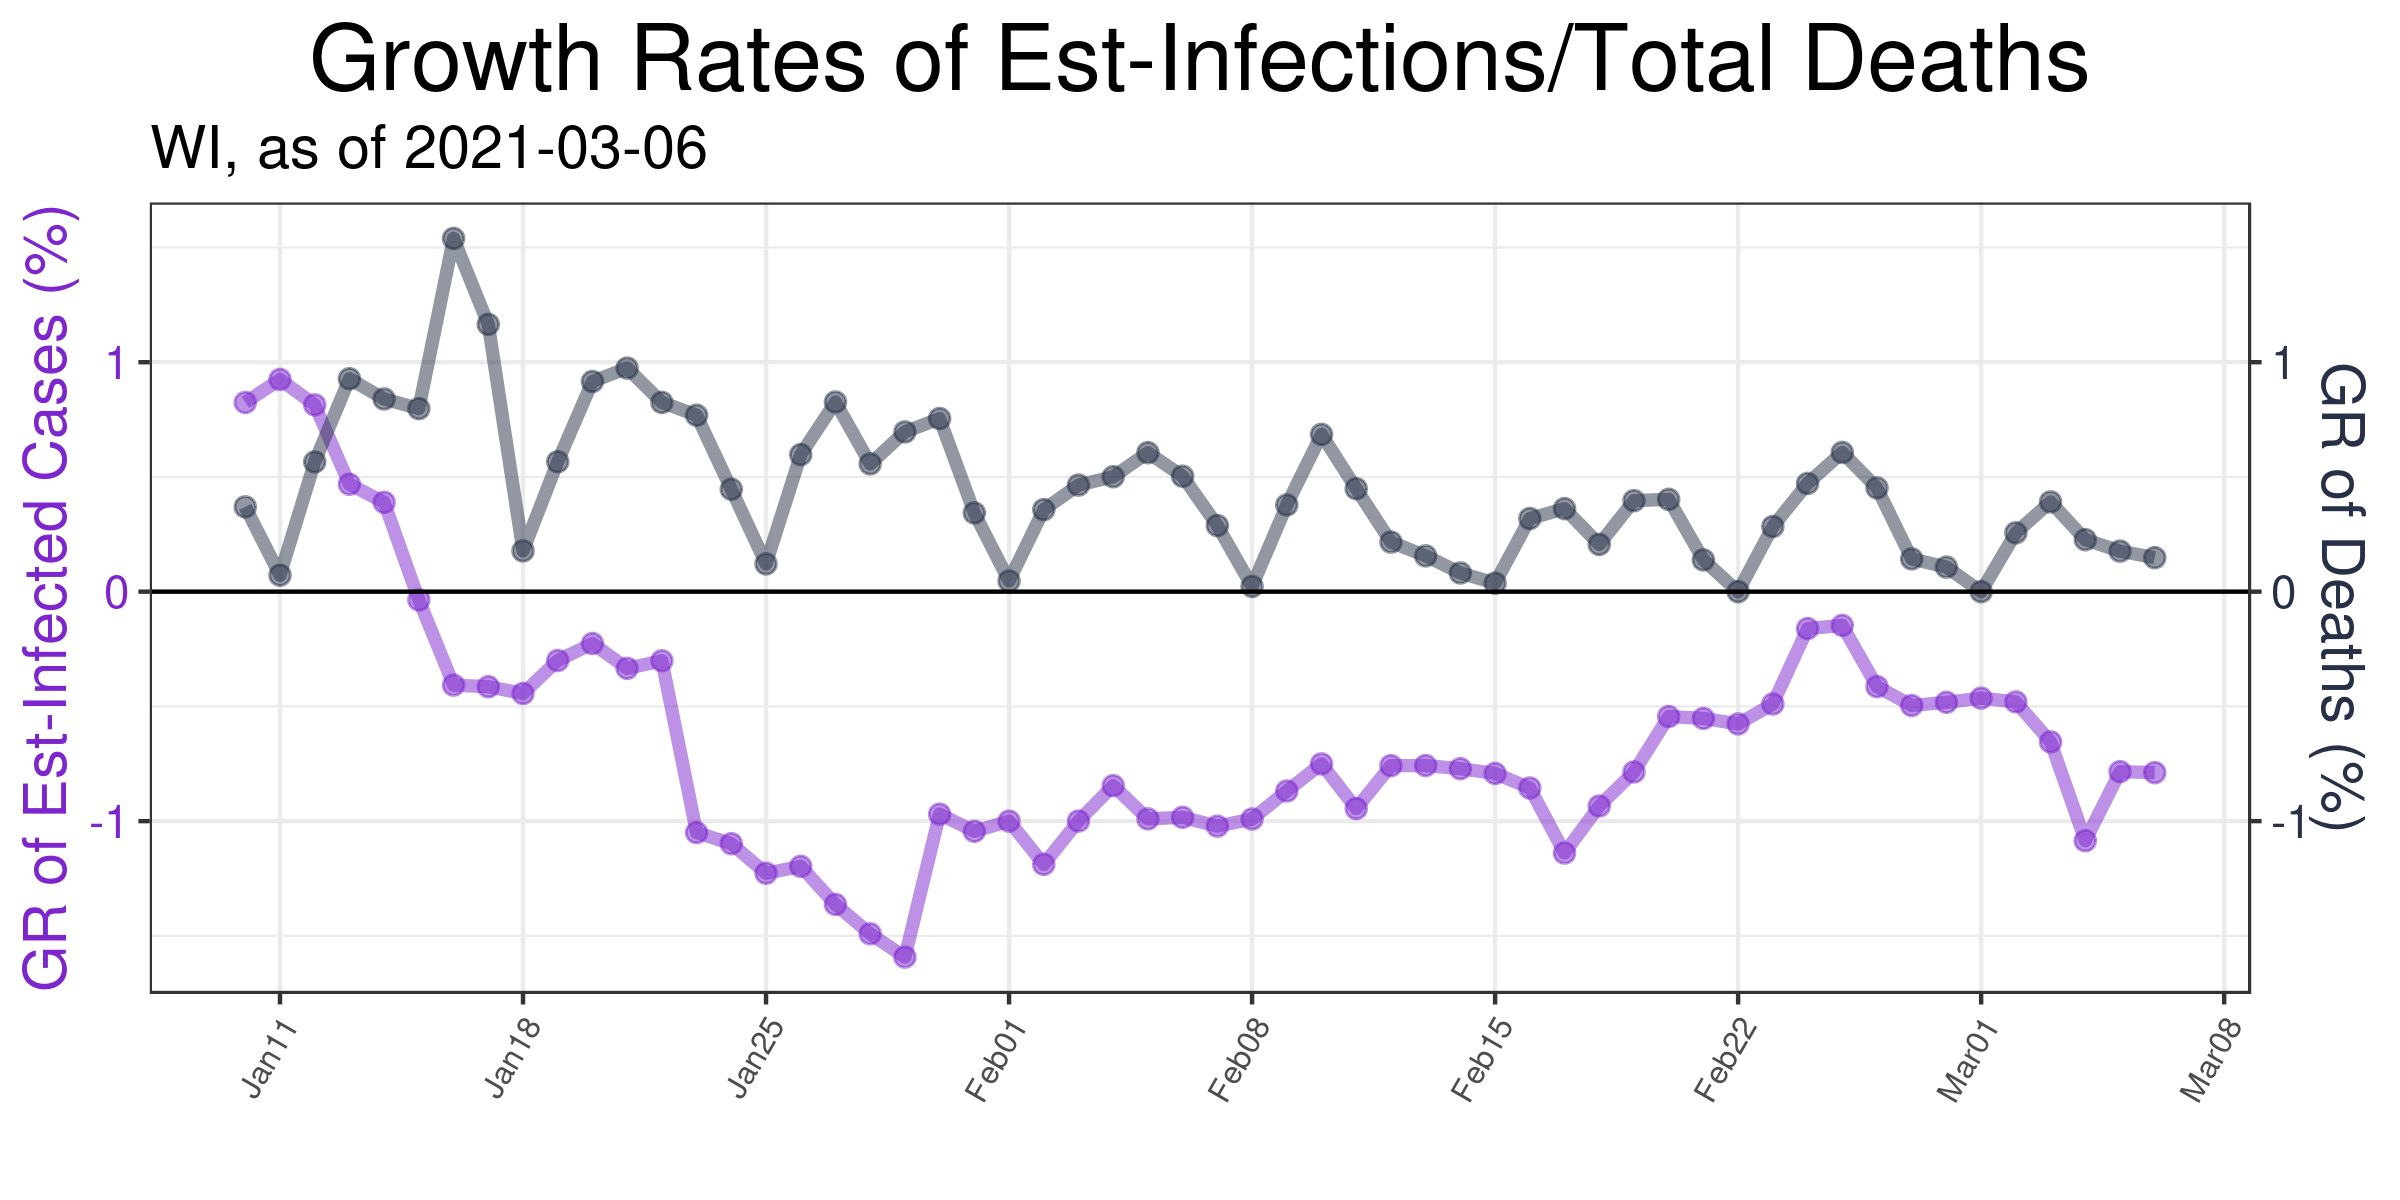 Growth Rates of Est-Infections/Total Deaths
WI, as of 2021-03-06
GR of Est-Infected Cases (%)
1
0
-1
1
0
-1
GR of Deaths (%)
Jan11
Jan18
Jan25
Feb01
Feb08
Feb15
Feb22
Mar01
Mar08